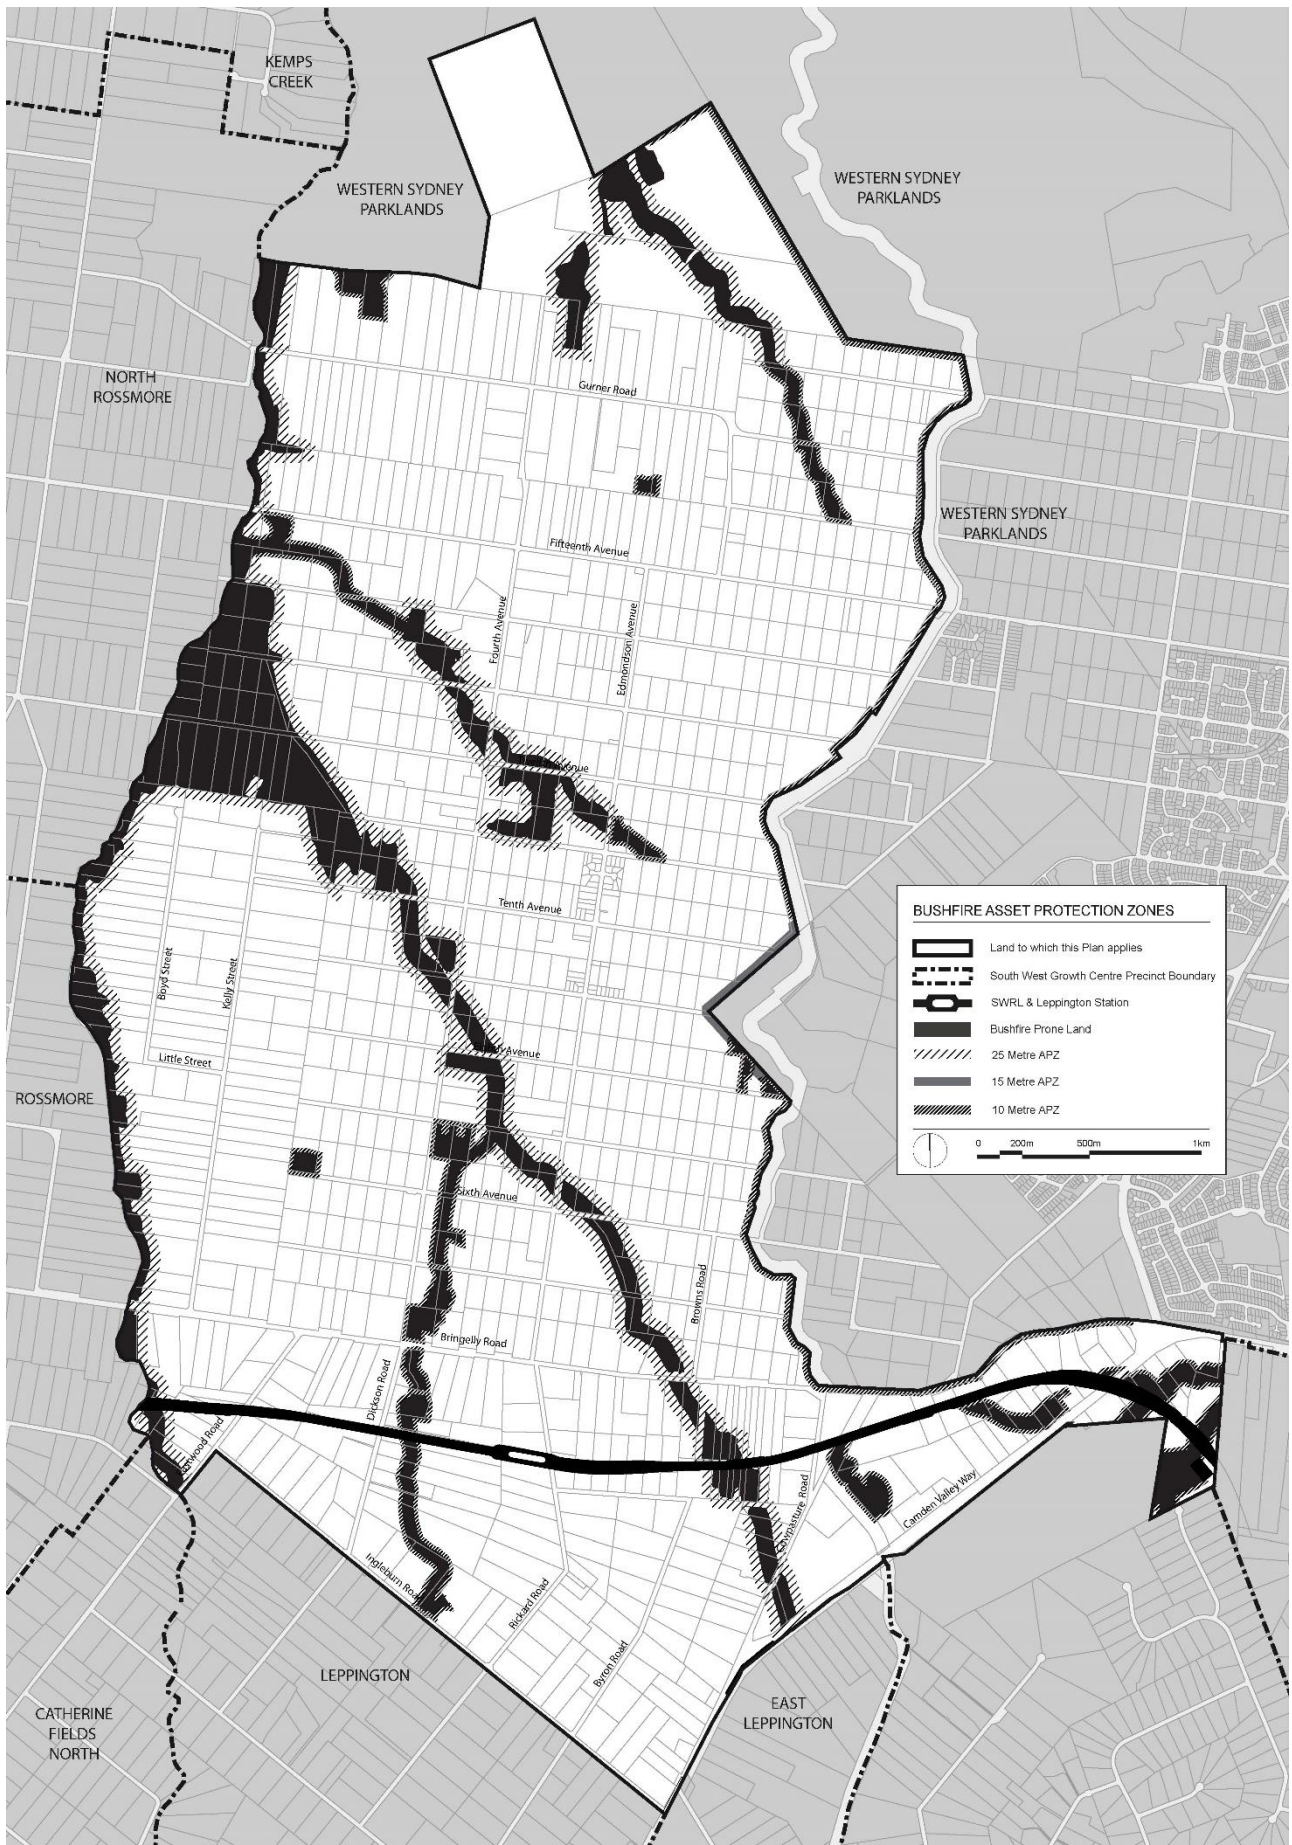 KEMPS
CREEK
WESTERN SYDNEY
PARKLANDS
WESTERN SYDNEY
PARKLANDS
NORTH
ROSSMORE
Gurner Road
WESTERN SYDNEY
PARKLANDS
Fifteenth Avenue
Fourth Avenue
Edmondson Avenue
Tenth Avenue
Boyd Street
Kelly Street
Little Street
Avenue
ROSSMORE
Sixth Avenue
Browns Road
Bringelly Road
Dickson Road
Cowpasture Road
Camden Valley Way
Ingleburn Road
Rickard Road
Byron Road
LEPPINGTON
EAST
LEPPINGTON
CATHERINE
FIELDS
NORTH
BUSHFIRE ASSET PROTECTION ZONES
Land to which this Plan applies
South West Growth Centre Precinct Boundary
SWRL & Leppington Station
Bushfire Prone Land
25 Metre APZ
15 Metre APZ
10 Metre APZ
0 200m 500m 1km